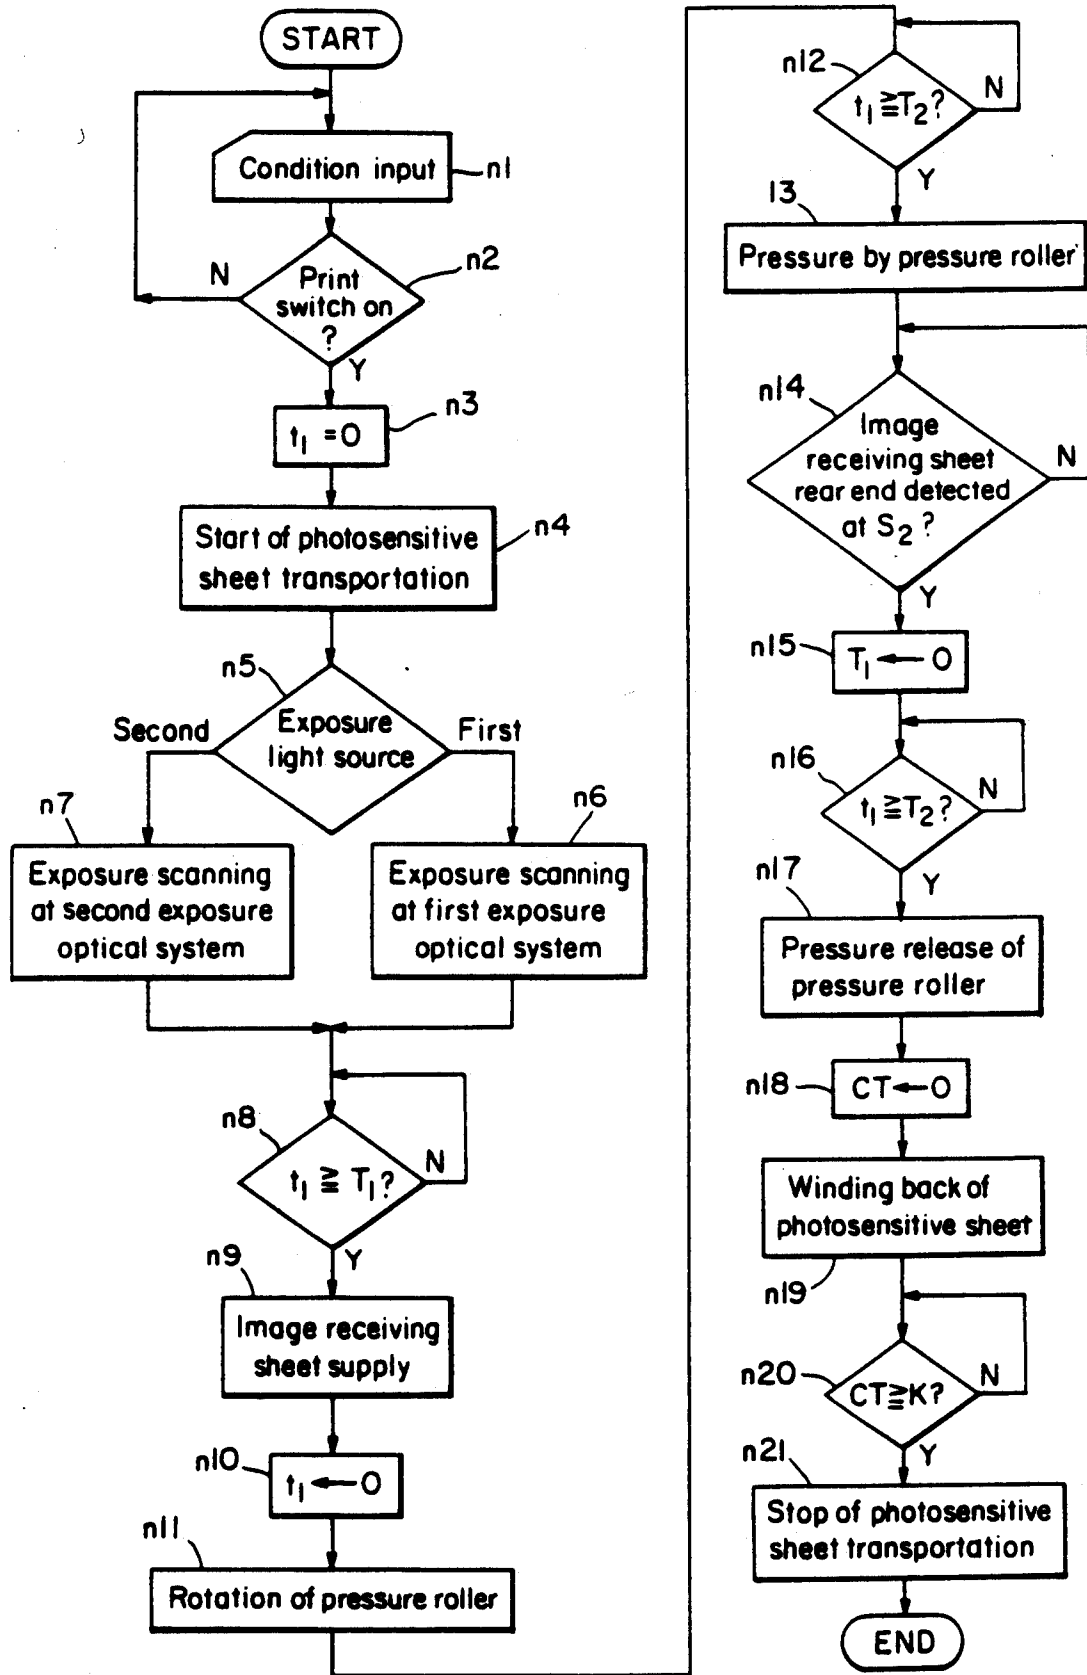 START
Condition input
n1
Print
switch on
?
n2
N
Y
t1 = 0
n3
Start of photosensitive
sheet transportation
n4
n5
Exposure
light source
Second
First
n7
Exposure scanning
at second exposure
optical system
n6
Exposure scanning
at first exposure
optical system
n8
t1 ≧ T1?
N
Y
n9
Image receiving
sheet supply
n10
t1 ← 0
n11
Rotation of pressure roller
n12
t1 ≧ T2?
N
Y
13
Pressure by pressure roller
n14
Image
receiving sheet
rear end detected
at S2 ?
N
Y
n15
T1 ← 0
n16
t1 ≧ T2?
N
Y
n17
Pressure release of
pressure roller
n18
CT ← 0
Winding back of
photosensitive sheet
n19
n20
CT ≧ K?
N
Y
n21
Stop of photosensitive
sheet transportation
END